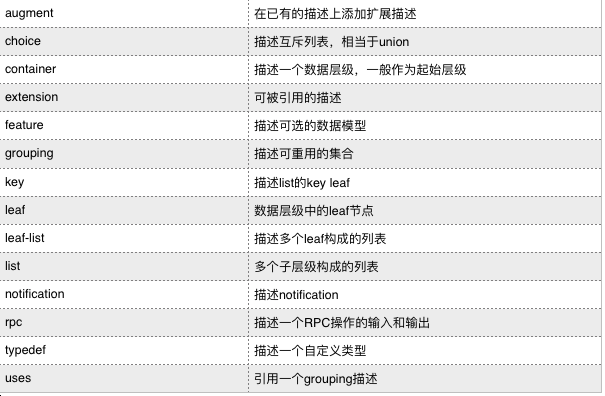 augment 在已有的描述上添加扩展描述
choice 描述互斥列表，相当于union
container 描述一个数据层级，一般作为起始层级
extension 可被引用的描述
feature 描述可选的数据模型
grouping 描述可重用的集合
key 描述list的key leaf
leaf 数据层级中的leaf节点
leaf-list 描述多个leaf构成的列表
list 多个子层级构成的列表
notification 描述notification
rpc 描述一个RPC操作的输入和输出
typedef 描述一个自定义类型
uses 引用一个grouping描述